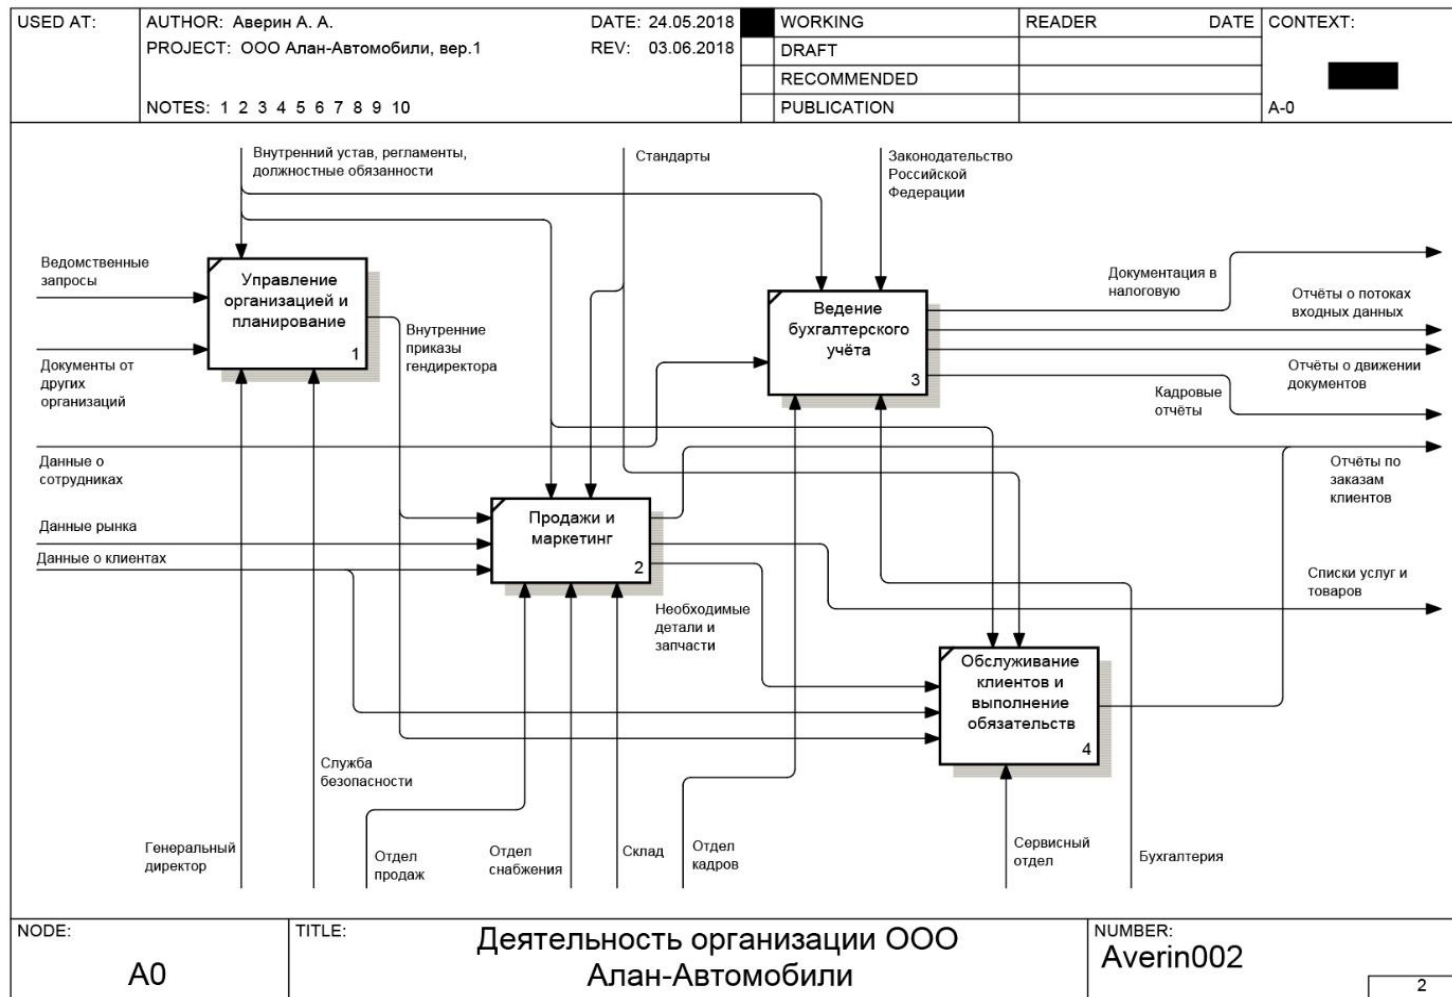 USED AT:
AUTHOR: Аверин А. А.
DATE: 24.05.2018
PROJECT: ООО Алан-Автомобили, вер.1
REV: 03.06.2018
NOTES: 1 2 3 4 5 6 7 8 9 10
WORKING
DRAFT
RECOMMENDED
PUBLICATION
READER DATE
CONTEXT:
A-0
Внутренний устав, регламенты,
должностные обязанности
Стандарты
Законодательство
Российской
Федерации
Ведомственные
запросы
Управление
организацией и
планирование
1
Документы от
других
организаций
Внутренние
приказы
гендиректора
Ведение
бухгалтерского
учёта
3
Документация в
налоговую
Отчёты о потоках
входных данных
Отчёты о движении
документов
Кадровые
отчёты
Данные о
сотрудниках
Отчёты по
заказам
клиентов
Данные рынка
Данные о клиентах
Продажи и
маркетинг
2
Необходимые
детали и
запчасти
Списки услуг и
товаров
Обслуживание
клиентов и
выполнение
обязательств
4
Служба
безопасности
Генеральный
директор
Отдел
продаж
Отдел
снабжения
Склад
Отдел
кадров
Сервисный
отдел
Бухгалтерия
NODE:
A0
TITLE:
Деятельность организации ООО
Алан-Автомобили
NUMBER:
Averin002
2